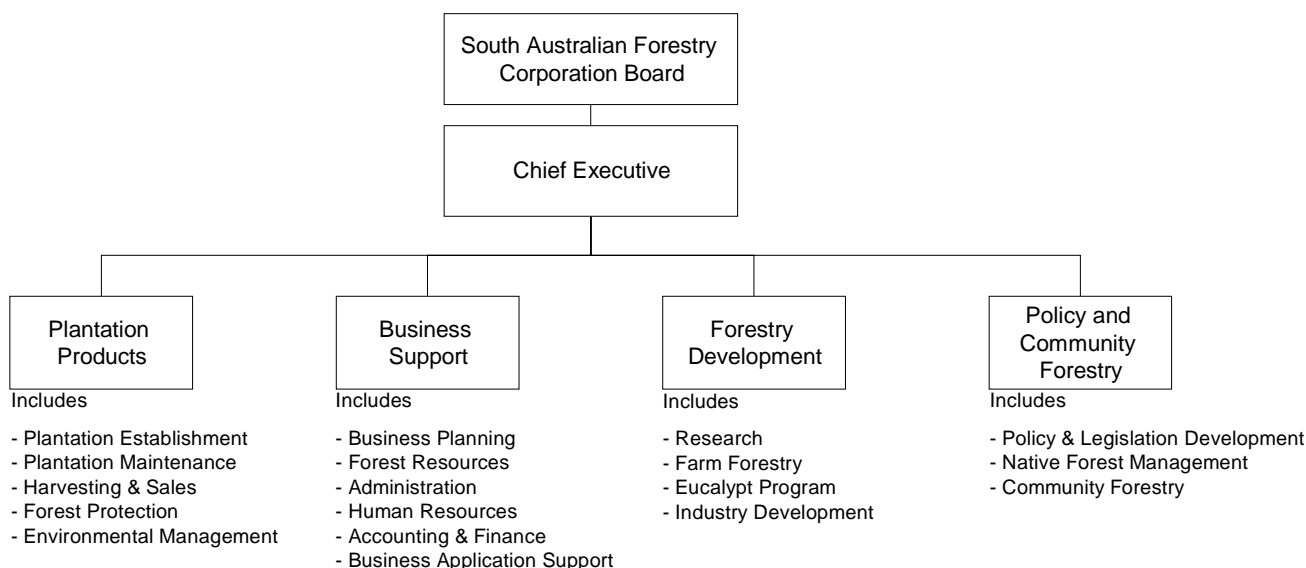 South Australian Forestry
Corporation Board
Chief Executive
Plantation
Products
Includes
- Plantation Establishment
- Plantation Maintenance
- Harvesting & Sales
- Forest Protection
- Environmental Management
Business
Support
Includes
- Business Planning
- Forest Resources
- Administration
- Human Resources
- Accounting & Finance
- Business Application Support
Forestry
Development
Includes
- Research
- Farm Forestry
- Eucalypt Program
- Industry Development
Policy and
Community
Forestry
Includes
- Policy & Legislation Development
- Native Forest Management
- Community Forestry